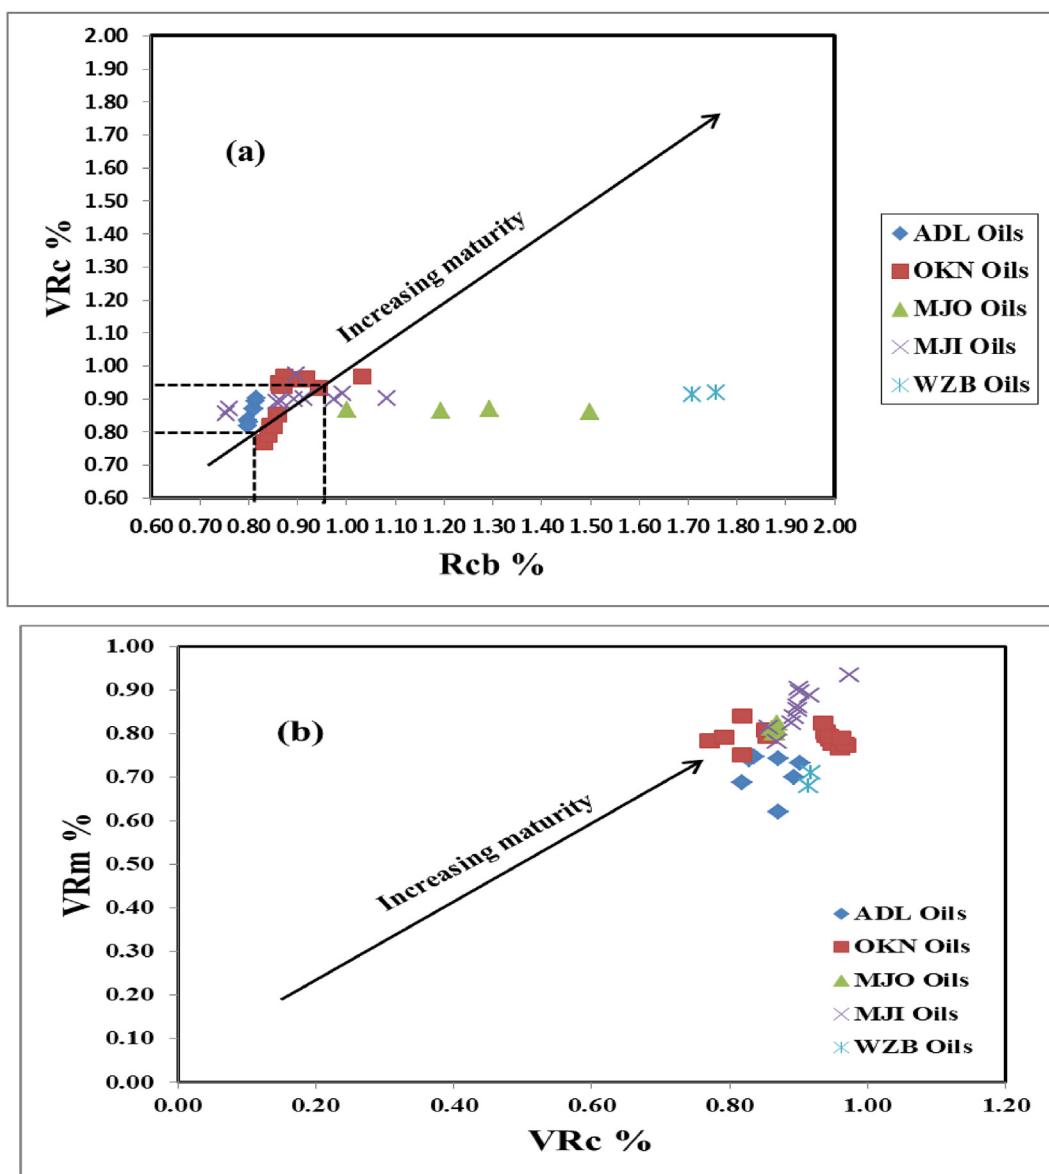 2.00
1.90
1.80
1.70
1.60
1.50
1.40
1.30
1.20
1.10
1.00
0.90
0.80
0.70
0.60
VRc %
(a)
Increasing maturity
0.60 0.70 0.80 0.90 1.00 1.10 1.20 1.30 1.40 1.50 1.60 1.70 1.80 1.90 2.00
Rcb %
ADL Oils
OKN Oils
MJO Oils
MJI Oils
WZB Oils
1.00
0.90
0.80
0.70
0.60
0.50
0.40
0.30
0.20
0.10
0.00
VRm %
(b)
Increasing maturity
ADL Oils
OKN Oils
MJO Oils
MJI Oils
WZB Oils
0.00 0.20 0.40 0.60 0.80 1.00 1.20
VRc %